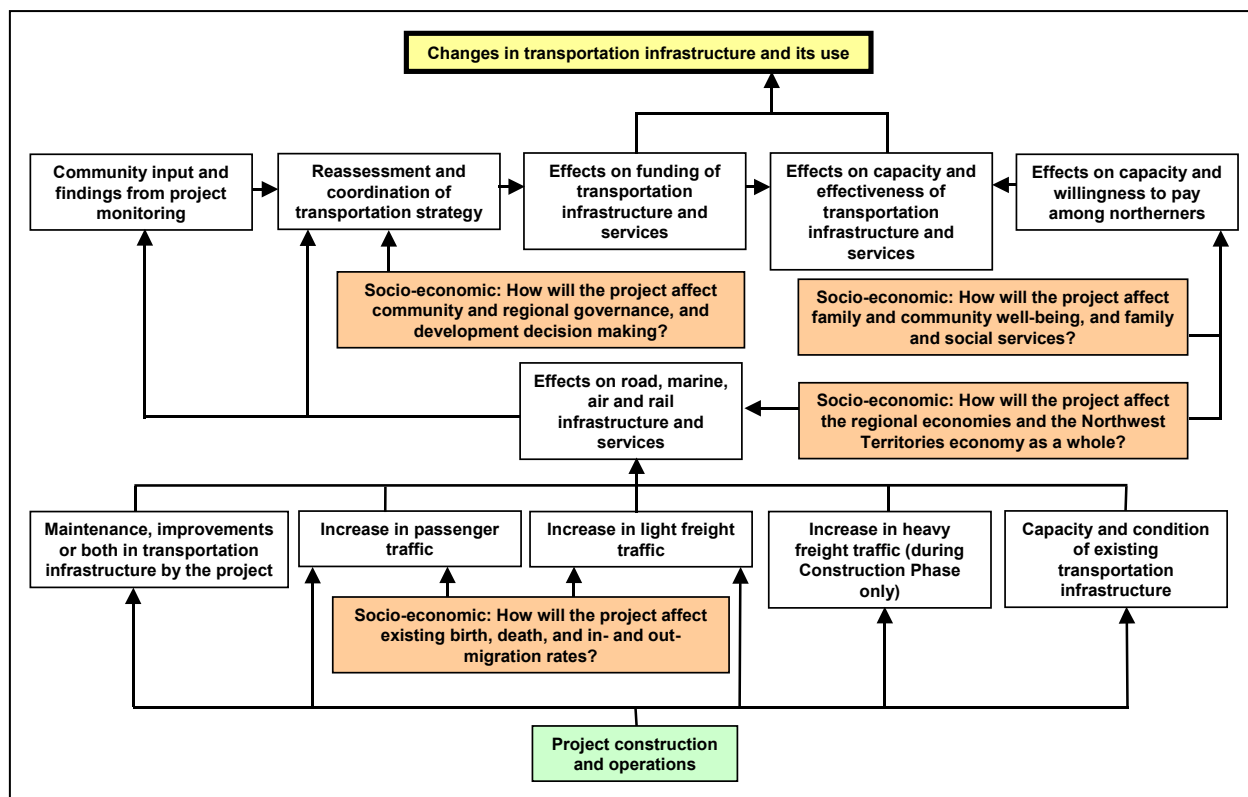 Changes in transportation infrastructure and its use
Community input and
findings from project
monitoring
Reassessment and
coordination of
transportation strategy
Effects on funding of
transportation
infrastructure and
services
Effects on capacity and
effectiveness of
transportation
infrastructure and
services
Effects on capacity and
willingness to pay
among northerners
Socio-economic: How will the project affect
community and regional governance, and
development decision making?
Socio-economic: How will the project affect
family and community well-being, and family
and social services?
Effects on road, marine,
air and rail
infrastructure and
services
Socio-economic: How will the project affect
the regional economies and the Northwest
Territories economy as a whole?
Maintenance, improvements
or both in transportation
infrastructure by the project
Increase in passenger
traffic
Increase in light freight
traffic
Increase in heavy
freight traffic (during
Construction Phase
only)
Capacity and condition
of existing
transportation
infrastructure
Socio-economic: How will the project affect
existing birth, death, and in- and out-
migration rates?
Project construction
and operations